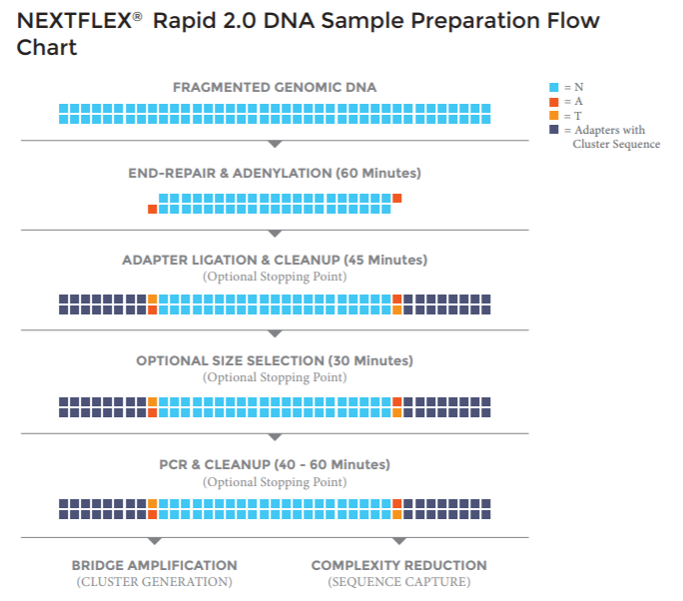 NEXTFLEX® Rapid 2.0 DNA Sample Preparation Flow
Chart
FRAGMENTED GENOMIC DNA
= N
= A
= T
= Adapters with
Cluster Sequence
END-REPAIR & ADENYLATION (60 Minutes)
ADAPTER LIGATION & CLEANUP (45 Minutes)
(Optional Stopping Point)
OPTIONAL SIZE SELECTION (30 Minutes)
(Optional Stopping Point)
PCR & CLEANUP (40 - 60 Minutes)
(Optional Stopping Point)
BRIDGE AMPLIFICATION
(CLUSTER GENERATION)
COMPLEXITY REDUCTION
(SEQUENCE CAPTURE)